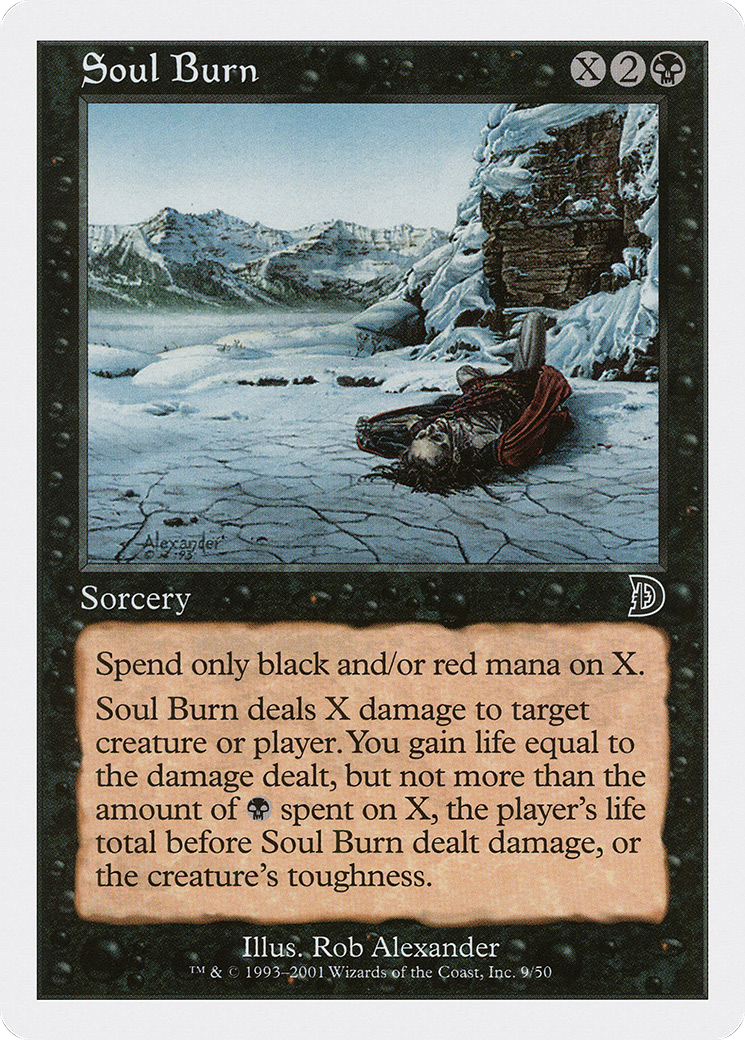 Soul Burn X2
Alexander
© '93
Sorcery
Spend only black and/or red mana on X.
Soul Burn deals X damage to target
creature or player. You gain life equal to
the damage dealt, but not more than the
amount of spent on X, the player's life
total before Soul Burn dealt damage, or
the creature's toughness.
Illus. Rob Alexander
™ & © 1993–2001 Wizards of the Coast, Inc. 9/50